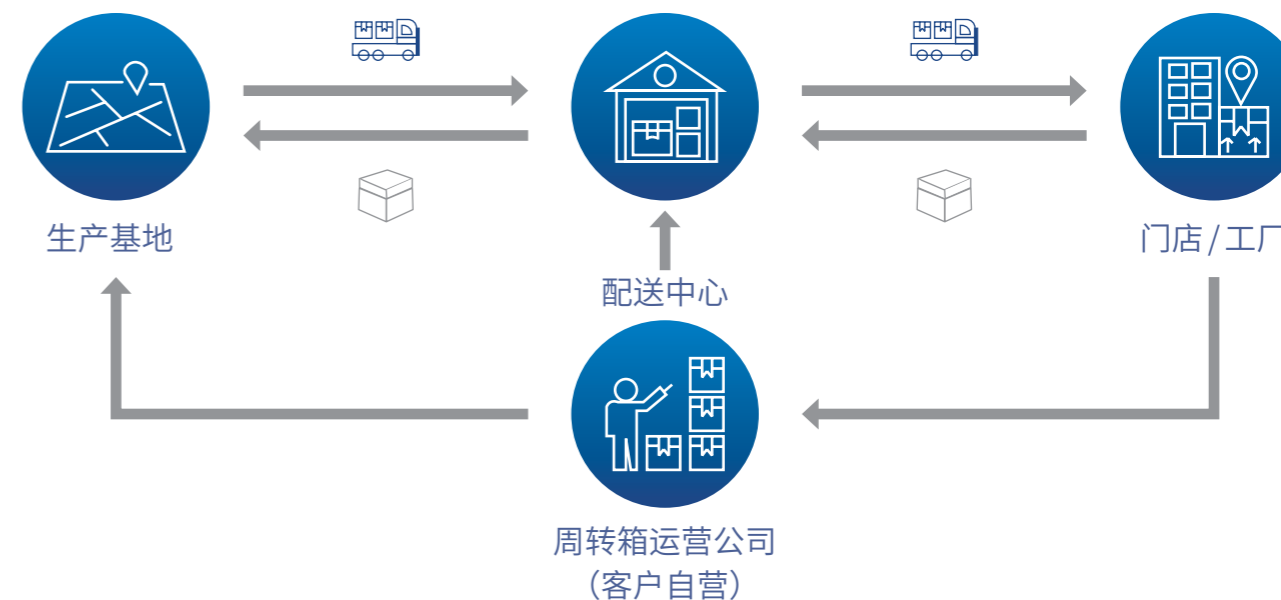 生产基地
门店/工厂
配送中心
周转箱运营公司
（客户自营）